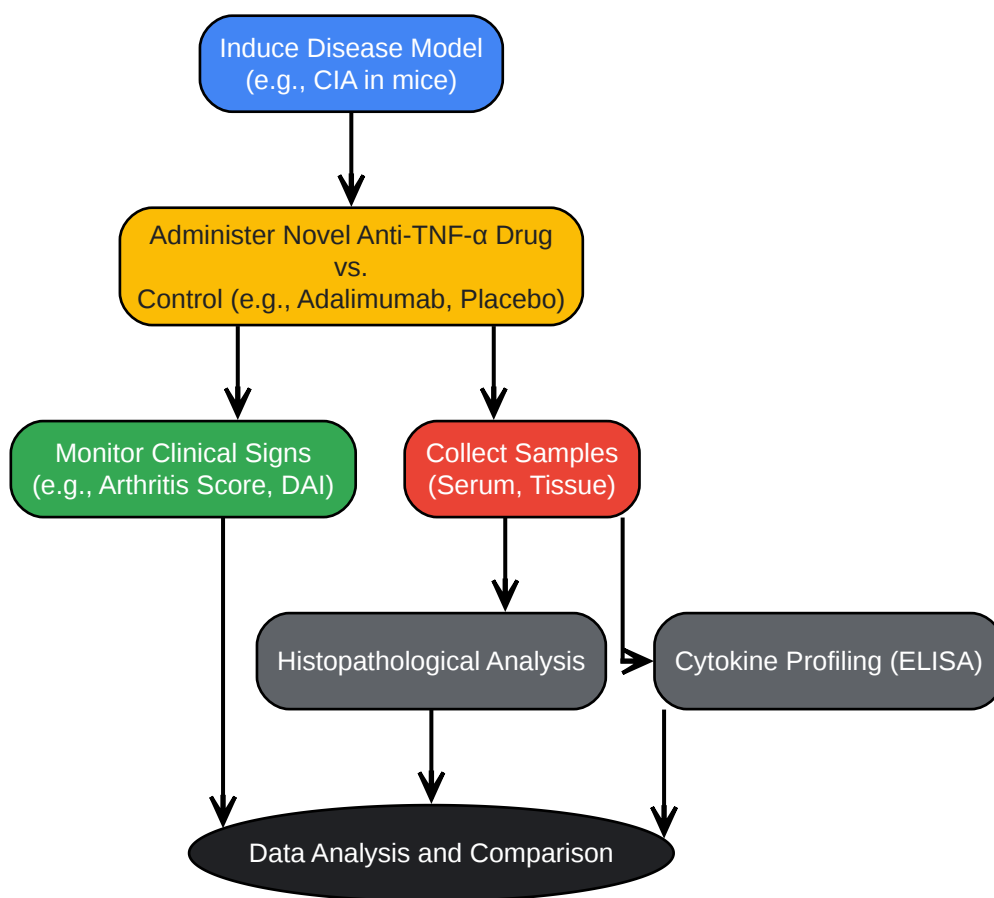 Induce Disease Model
(e.g., CIA in mice)
Administer Novel Anti-TNF-α Drug
vs.
Control (e.g., Adalimumab, Placebo)
Monitor Clinical Signs
(e.g., Arthritis Score, DAI)
Collect Samples
(Serum, Tissue)
Histopathological Analysis
Cytokine Profiling (ELISA)
Data Analysis and Comparison